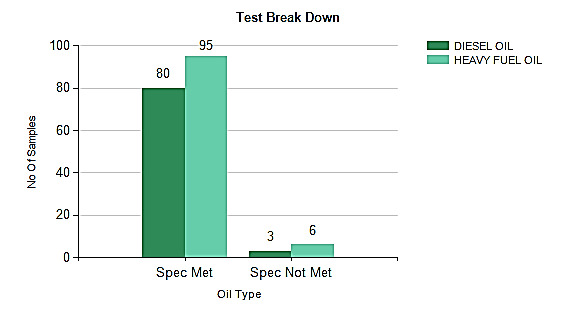 Test Break Down
DIESEL OIL
HEAVY FUEL OIL
No Of Samples
100
80
60
40
20
0
80
95
3
6
Spec Met
Spec Not Met
Oil Type